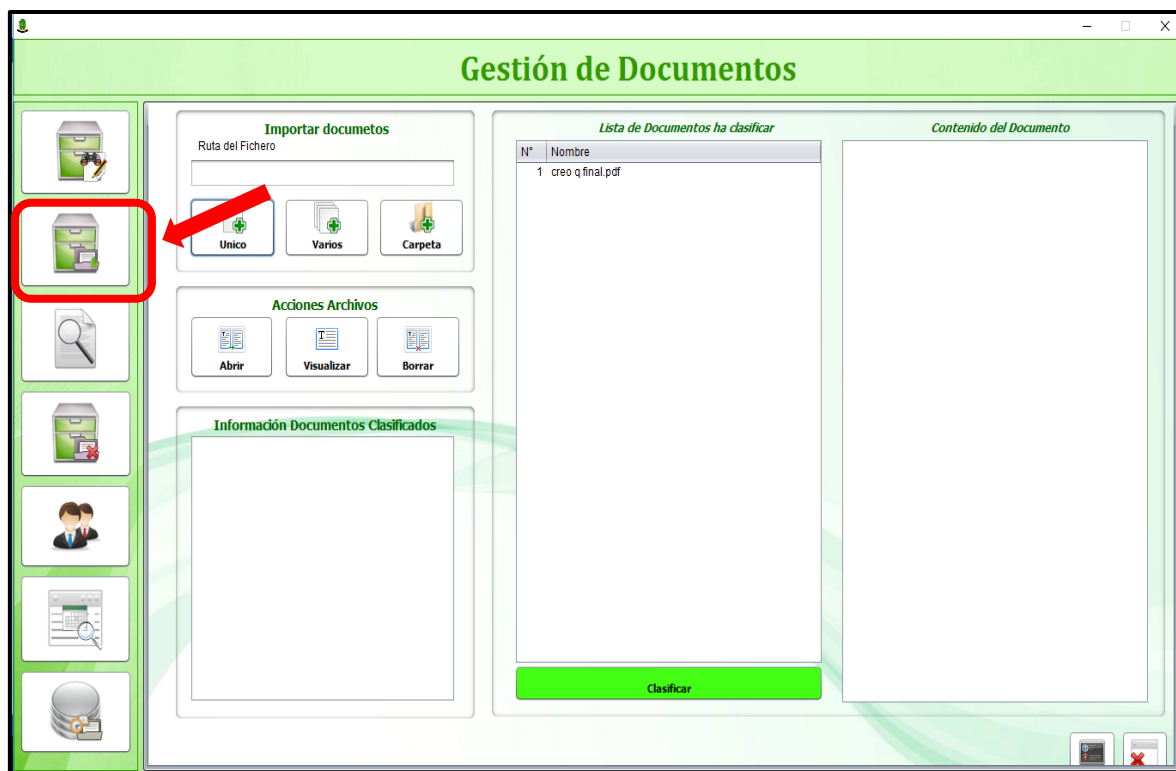 Gestión de Documentos
Importar documetos
Ruta del Fichero
Unico
Varios
Carpeta
Acciones Archivos
Abrir
Visualizar
Borrar
Información Documentos Clasificados
Lista de Documentos ha clasificar
N° Nombre
1 creo q final.pdf
Clasificar
Contenido del Documento